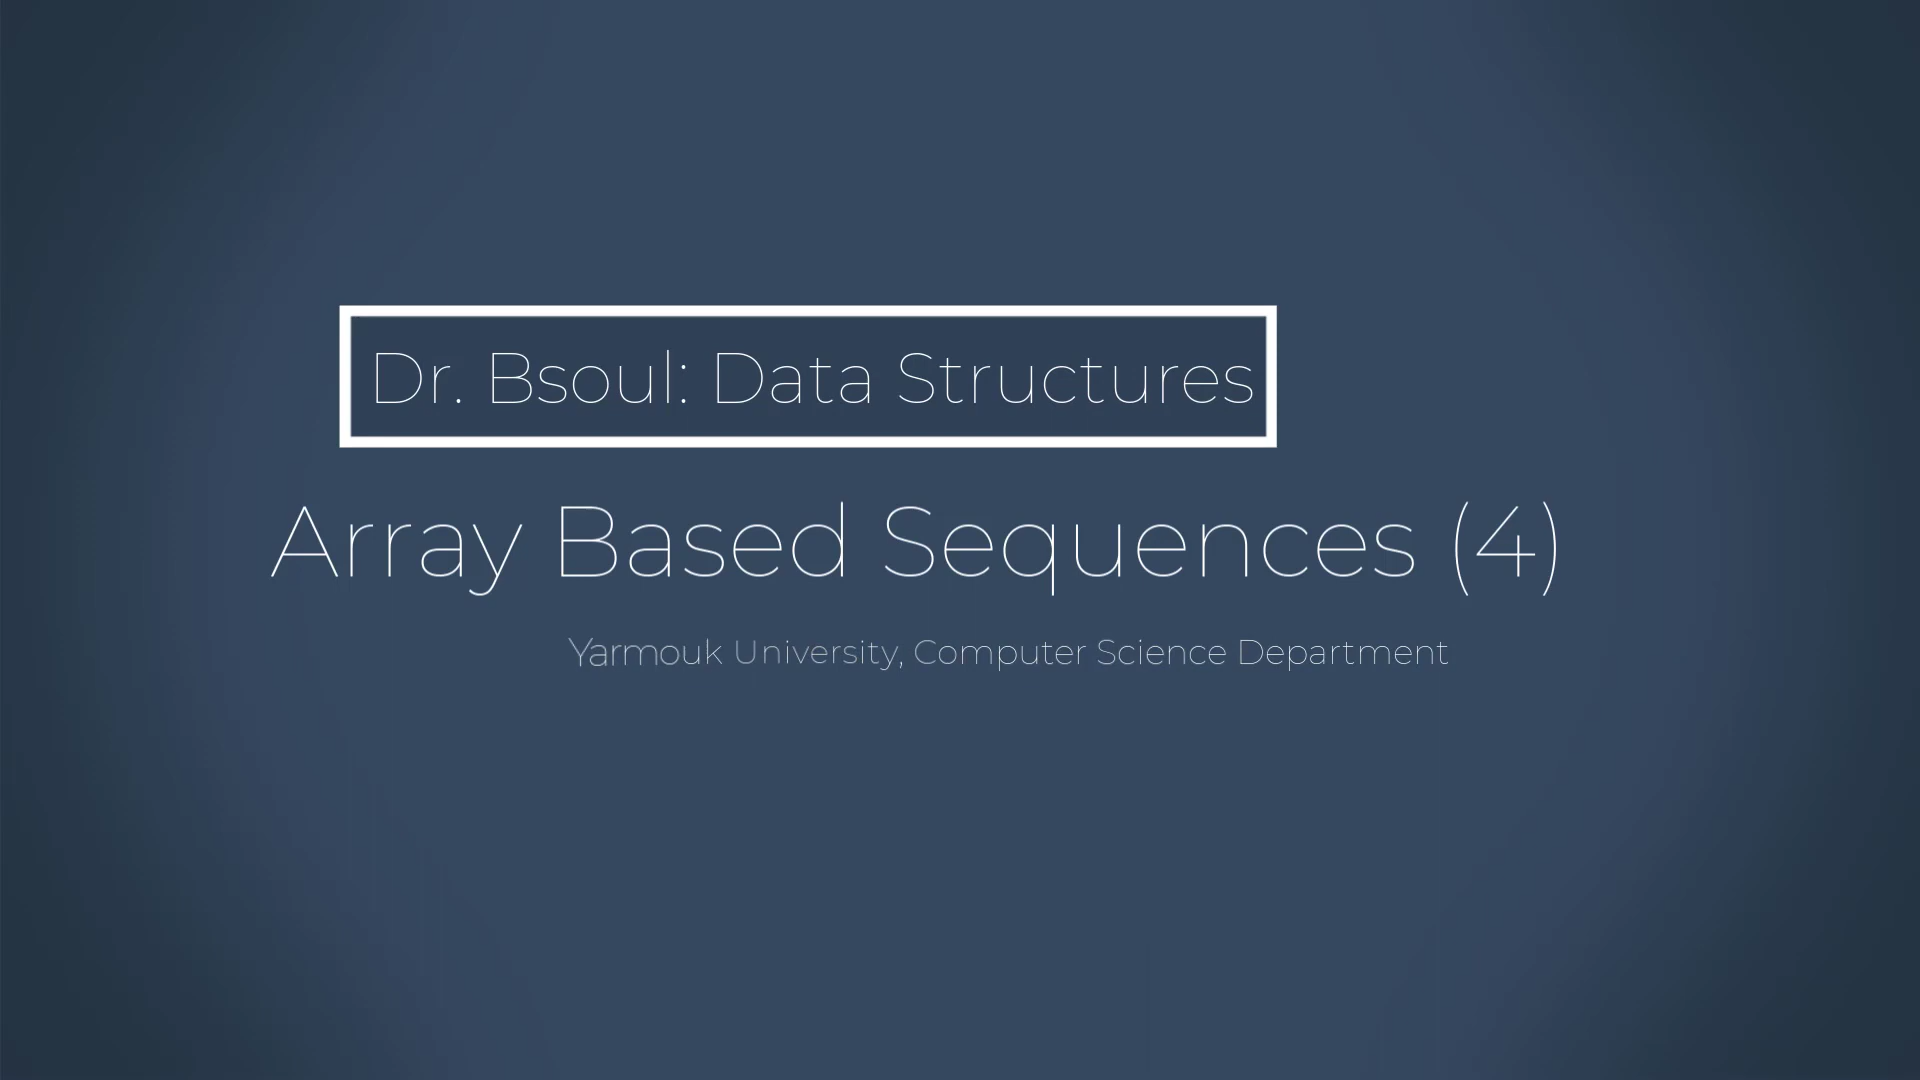 Dr. Bsoul: Data Structures
Array Based Sequences (4)
Yarmouk University, Computer Science Department